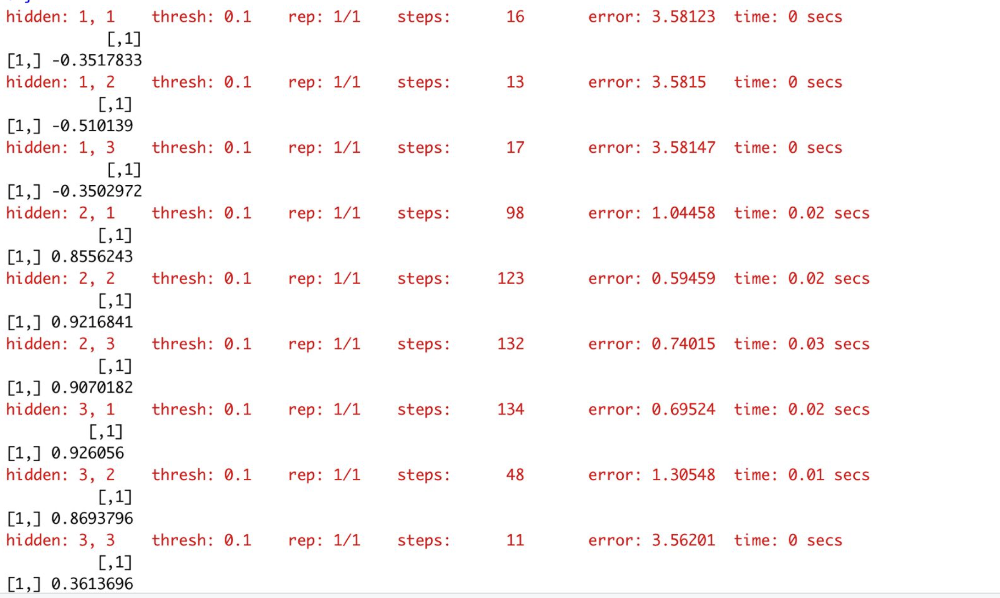 hidden: 1, 1 thresh: 0.1 rep: 1/1 steps: 16 error: 3.58123 time: 0 secs
[,1]
[1,] -0.3517833
hidden: 1, 2 thresh: 0.1 rep: 1/1 steps: 13 error: 3.5815 time: 0 secs
[,1]
[1,] -0.510139
hidden: 1, 3 thresh: 0.1 rep: 1/1 steps: 17 error: 3.58147 time: 0 secs
[,1]
[1,] -0.3502972
hidden: 2, 1 thresh: 0.1 rep: 1/1 steps: 98 error: 1.04458 time: 0.02 secs
[,1]
[1,] 0.8556243
hidden: 2, 2 thresh: 0.1 rep: 1/1 steps: 123 error: 0.59459 time: 0.02 secs
[,1]
[1,] 0.9216841
hidden: 2, 3 thresh: 0.1 rep: 1/1 steps: 132 error: 0.74015 time: 0.03 secs
[,1]
[1,] 0.9070182
hidden: 3, 1 thresh: 0.1 rep: 1/1 steps: 134 error: 0.69524 time: 0.02 secs
[,1]
[1,] 0.926056
hidden: 3, 2 thresh: 0.1 rep: 1/1 steps: 48 error: 1.30548 time: 0.01 secs
[,1]
[1,] 0.8693796
hidden: 3, 3 thresh: 0.1 rep: 1/1 steps: 11 error: 3.56201 time: 0 secs
[,1]
[1,] 0.3613696